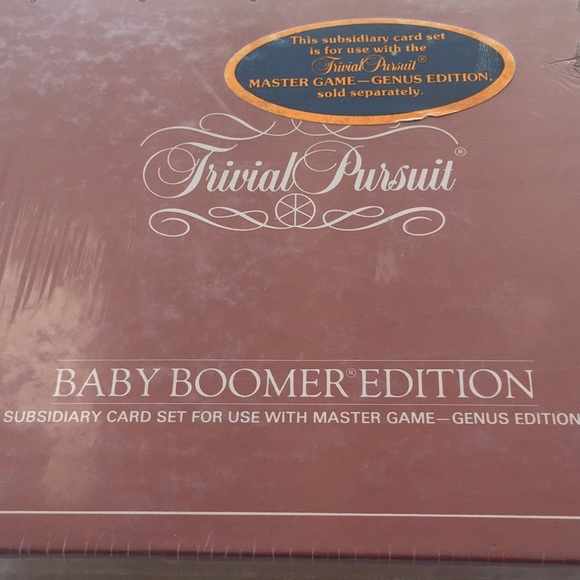 This subsidiary card set
is for use with the
Trivial Pursuit®
MASTER GAME—GENUS EDITION,
sold separately.
Trivial Pursuit®
BABY BOOMER® EDITION
SUBSIDIARY CARD SET FOR USE WITH MASTER GAME—GENUS EDITION